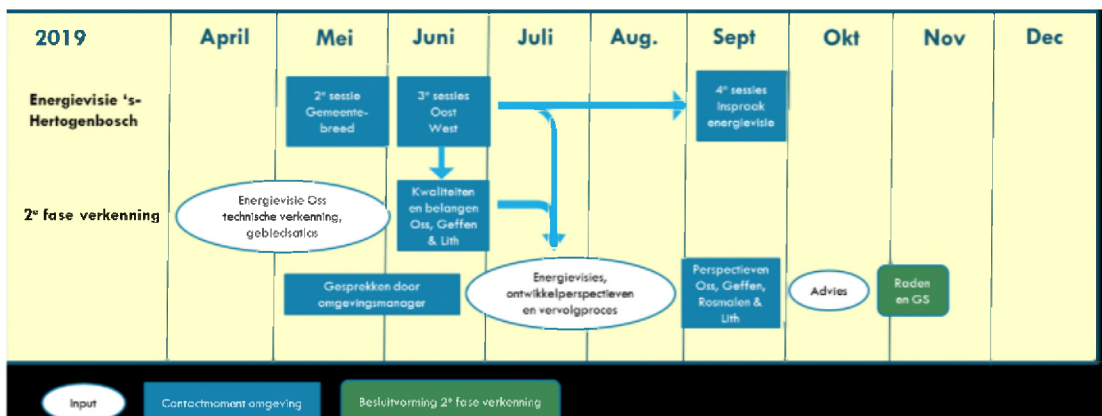 2019 April Mei Juni Juli Aug. Sept Okt Nov Dec
Energievisie 's-
Hertogenbosch
2e sessie
Gemeente-
breed
3e sessies
Oost
West
4e sessies
Inspraak
energievisie
2e fase verkenning
Energievisie Oss
technische verkenning,
gebiedsatlas
Kwaliteiten
en belangen
Oss, Geffen
& Lith
Gesprekken door
omgevingsmanager
Energievisies,
ontwikkelperspectieven
en vervolgproces
Perspectieven
Oss, Geffen,
Rosmalen &
Lith
Advies
Raden
en GS
Input
Contactmoment omgeving
Besluitvorming 2e fase verkenning